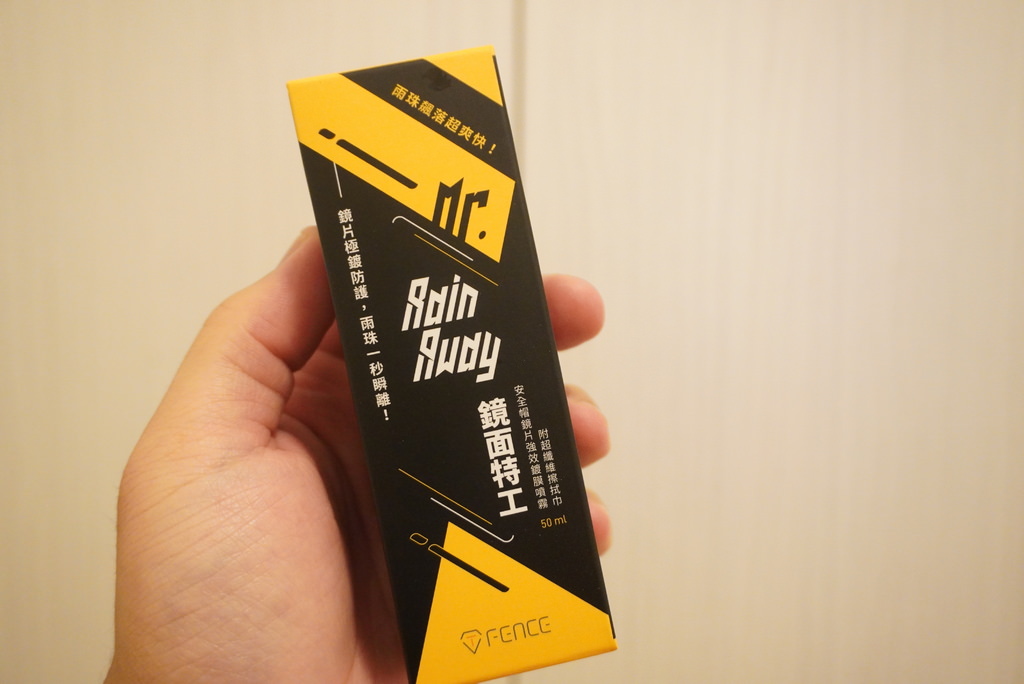 雨珠飆落超爽快！
Mr.
鏡片極鍍防護，雨珠一秒瞬離！
Rain
Rudy
鏡面特工
安全帽鏡片強效鍍膜噴霧
附超纖維擦拭巾
50 ml
FENCE